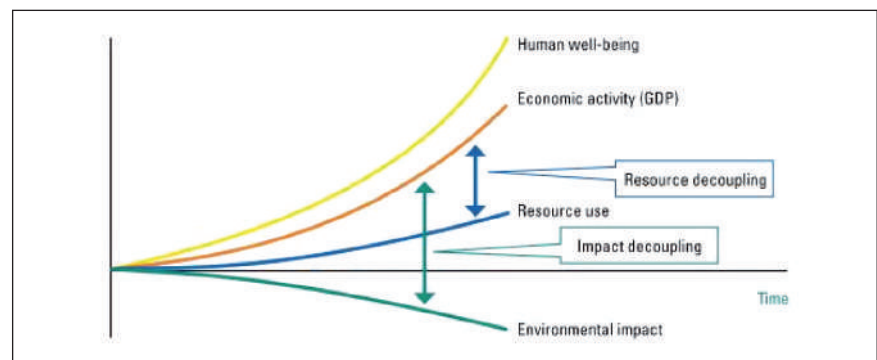 Human well-being
Economic activity (GDP)
Resource decoupling
Resource use
Impact decoupling
Time
Environmental impact